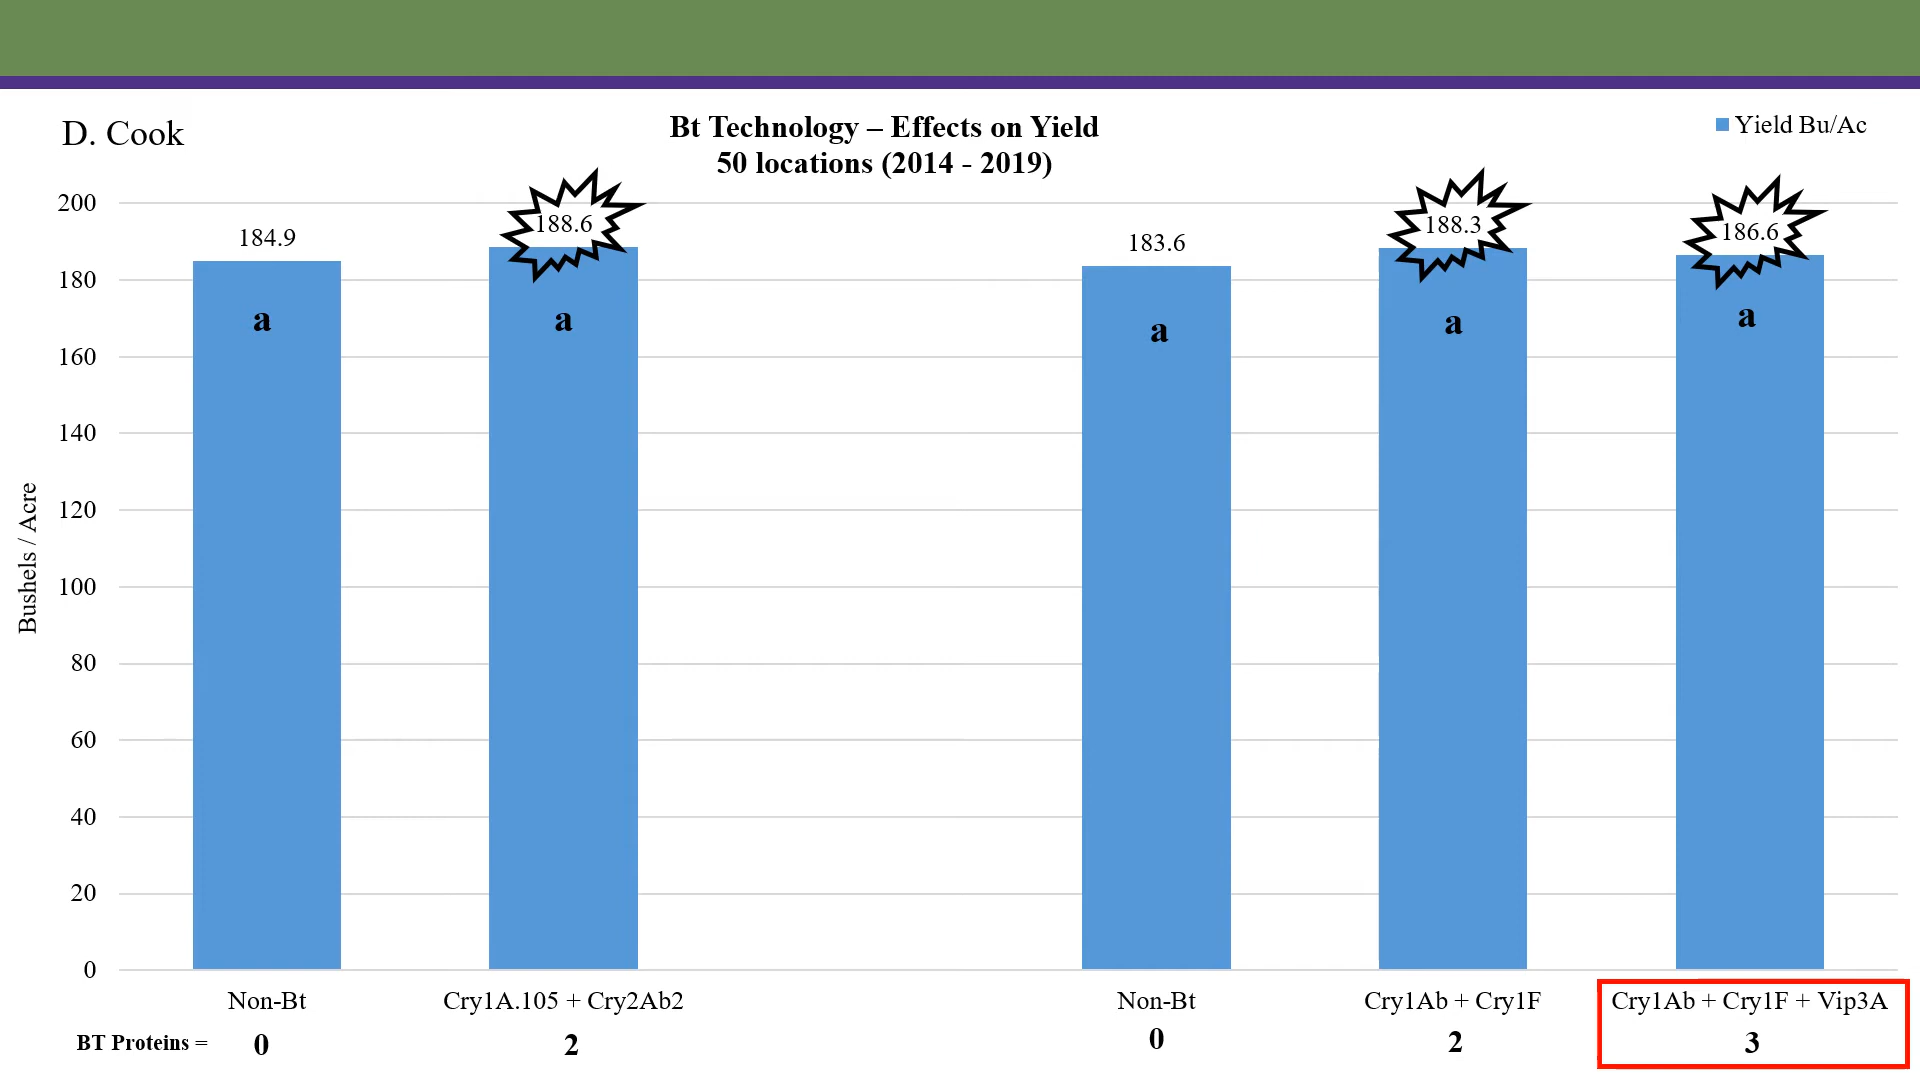 D. Cook
Bt Technology – Effects on Yield
50 locations (2014 - 2019)
Yield Bu/Ac
Bushels / Acre
200
180
160
140
120
100
80
60
40
20
0
184.9
188.6
183.6
188.3
186.6
a
a
a
a
a
Non-Bt
Cry1A.105 + Cry2Ab2
Non-Bt
Cry1Ab + Cry1F
Cry1Ab + Cry1F + Vip3A
BT Proteins =
0
2
0
2
3